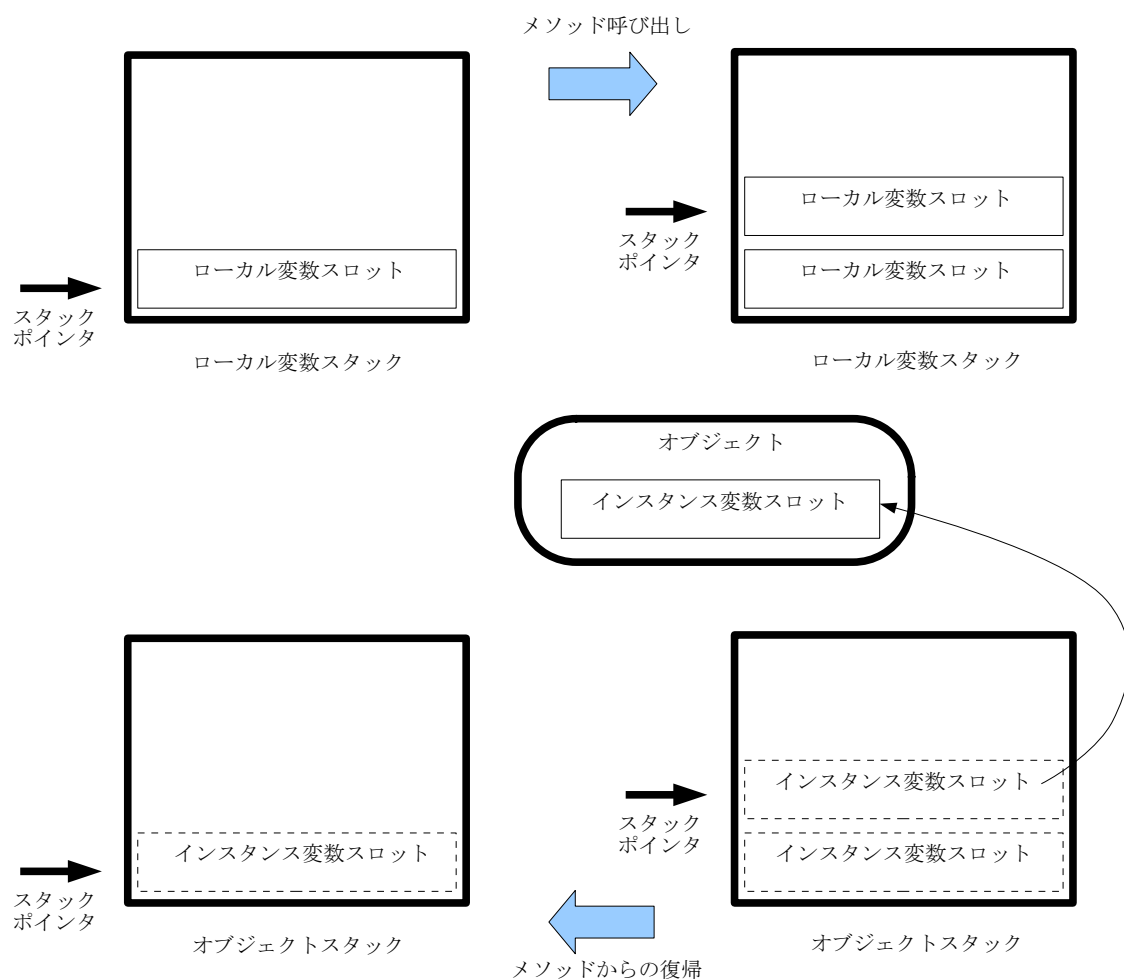 メソッド呼び出し
ローカル変数スロット
スタック
ポインタ
ローカル変数スタック
ローカル変数スロット
スタック
ポインタ
ローカル変数スロット
ローカル変数スタック
オブジェクト
インスタンス変数スロット
インスタンス変数スロット
スタック
ポインタ
オブジェクトスタック
インスタンス変数スロット
スタック
ポインタ
インスタンス変数スロット
オブジェクトスタック
メソッドからの復帰